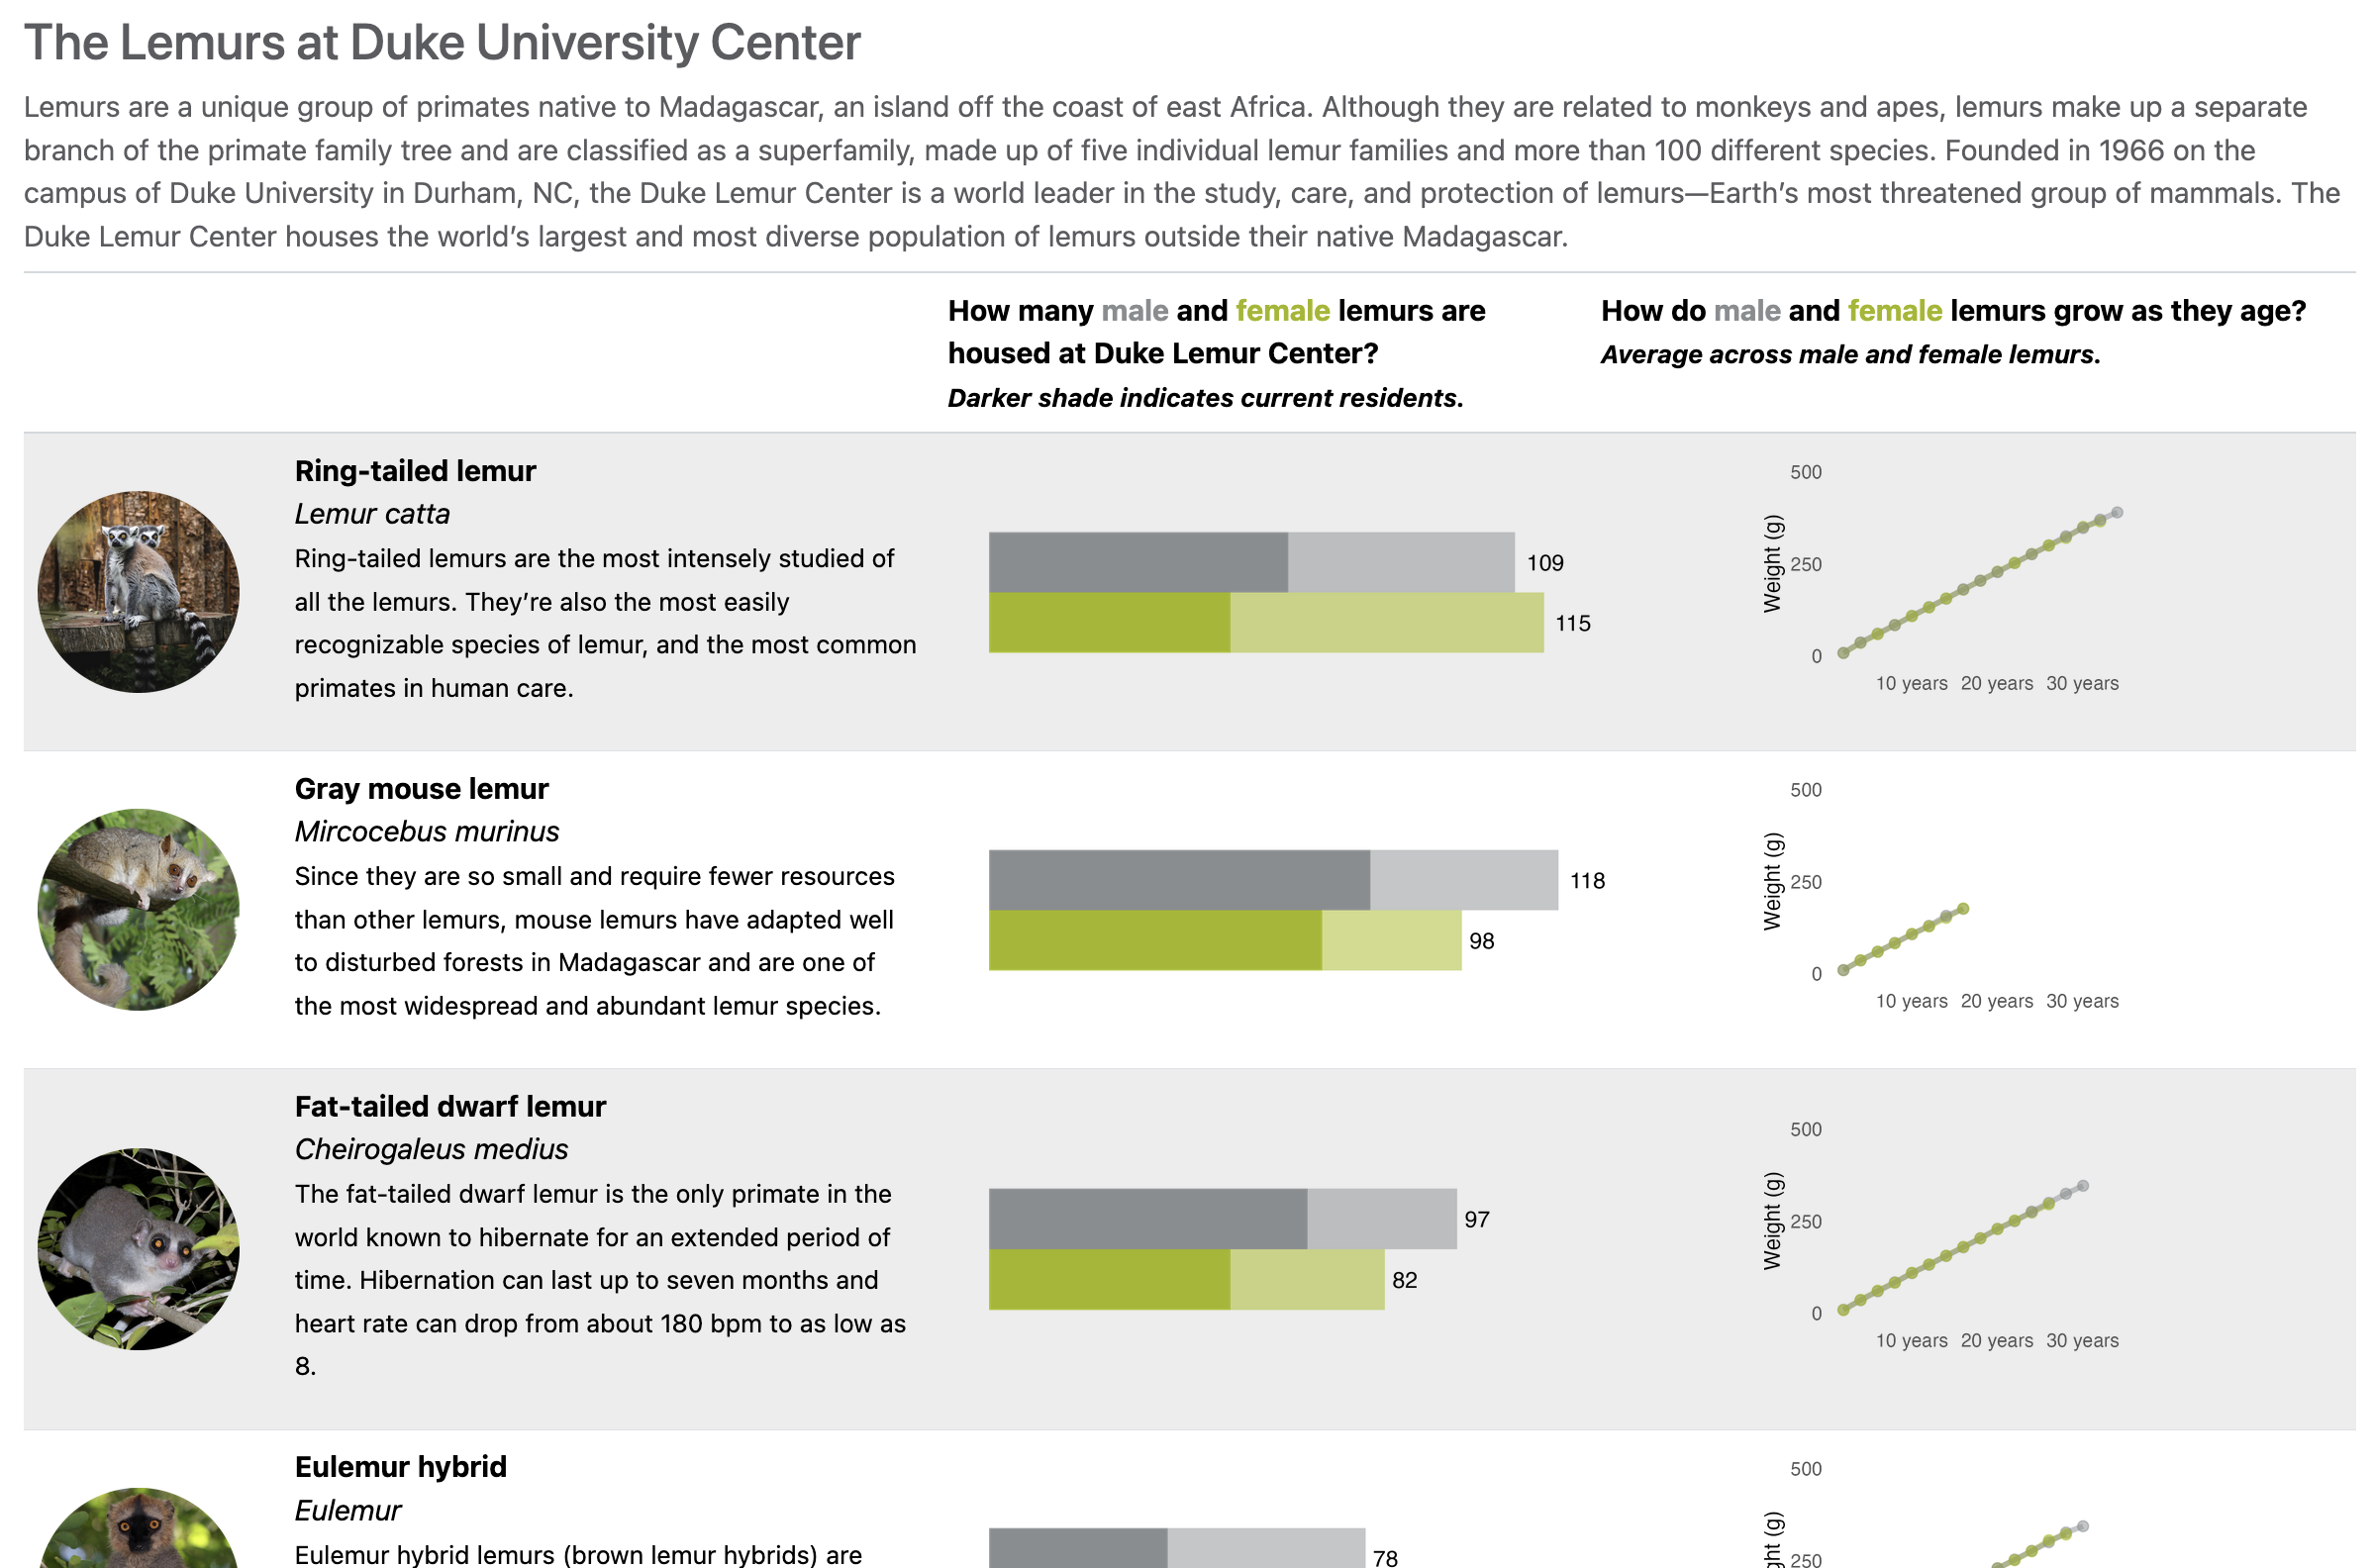 The Lemurs at Duke University Center
Lemurs are a unique group of primates native to Madagascar, an island off the coast of east Africa. Although they are related to monkeys and apes, lemurs make up a separate
branch of the primate family tree and are classified as a superfamily, made up of five individual lemur families and more than 100 different species. Founded in 1966 on the
campus of Duke University in Durham, NC, the Duke Lemur Center is a world leader in the study, care, and protection of lemurs—Earth’s most threatened group of mammals. The
Duke Lemur Center houses the world’s largest and most diverse population of lemurs outside their native Madagascar.
How many male and female lemurs are
housed at Duke Lemur Center?
Darker shade indicates current residents.
How do male and female lemurs grow as they age?
Average across male and female lemurs.
Ring-tailed lemur
Lemur catta
Ring-tailed lemurs are the most intensely studied of
all the lemurs. They’re also the most easily
recognizable species of lemur, and the most common
primates in human care.
109
115
Weight (g)
500
250
0
10 years 20 years 30 years
Gray mouse lemur
Mircocebus murinus
Since they are so small and require fewer resources
than other lemurs, mouse lemurs have adapted well
to disturbed forests in Madagascar and are one of
the most widespread and abundant lemur species.
118
98
Weight (g)
500
250
0
10 years 20 years 30 years
Fat-tailed dwarf lemur
Cheirogaleus medius
The fat-tailed dwarf lemur is the only primate in the
world known to hibernate for an extended period of
time. Hibernation can last up to seven months and
heart rate can drop from about 180 bpm to as low as
8.
97
82
Weight (g)
500
250
0
10 years 20 years 30 years
Eulemur hybrid
Eulemur
Eulemur hybrid lemurs (brown lemur hybrids) are
78
ght (g)
500
250